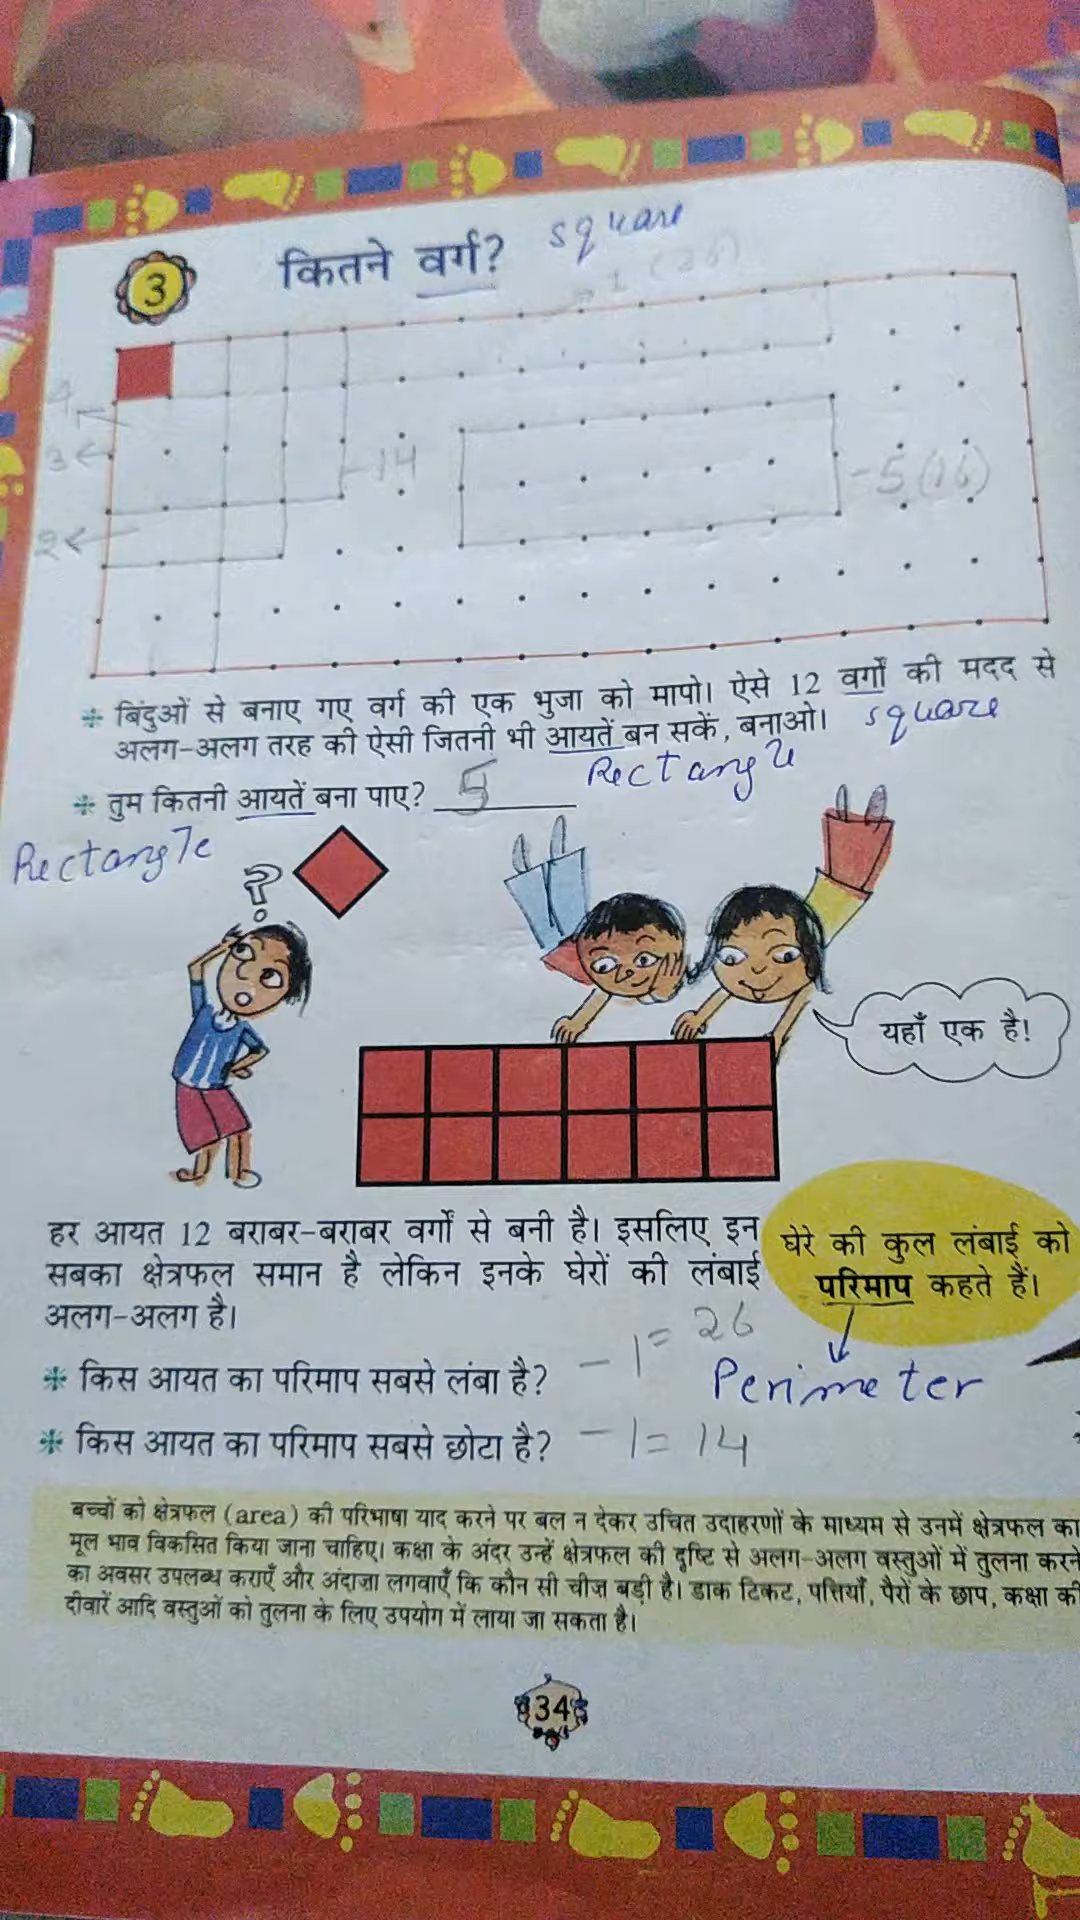 3 कितने वर्ग? square
1 (26)
4
3
-14
-5(16)
2
बिंदुओं से बनाए गए वर्ग की एक भुजा को मापो। ऐसे 12 वर्गों की मदद से
अलग-अलग तरह की ऐसी जितनी भी आयतें बन सकें, बनाओ। square
Rectangle
तुम कितनी आयतें बना पाए? 5
Rectangle
?
यहाँ एक है!
हर आयत 12 बराबर-बराबर वर्गों से बनी है। इसलिए इन
सबका क्षेत्रफल समान है लेकिन इनके घेरों की लंबाई
अलग-अलग है।
घेरे की कुल लंबाई को
परिमाप कहते हैं।
Perimeter
किस आयत का परिमाप सबसे लंबा है? - 1 = 26
किस आयत का परिमाप सबसे छोटा है? - 1 = 14
बच्चों को क्षेत्रफल (area) की परिभाषा याद करने पर बल न देकर उचित उदाहरणों के माध्यम से उनमें क्षेत्रफल का
मूल भाव विकसित किया जाना चाहिए। कक्षा के अंदर उन्हें क्षेत्रफल की दृष्टि से अलग-अलग वस्तुओं में तुलना करने
का अवसर उपलब्ध कराएँ और अंदाज़ा लगवाएँ कि कौन सी चीज़ बड़ी है। डाक टिकट, पत्तियाँ, पैरों के छाप, कक्षा की
दीवारें आदि वस्तुओं को तुलना के लिए उपयोग में लाया जा सकता है।
34